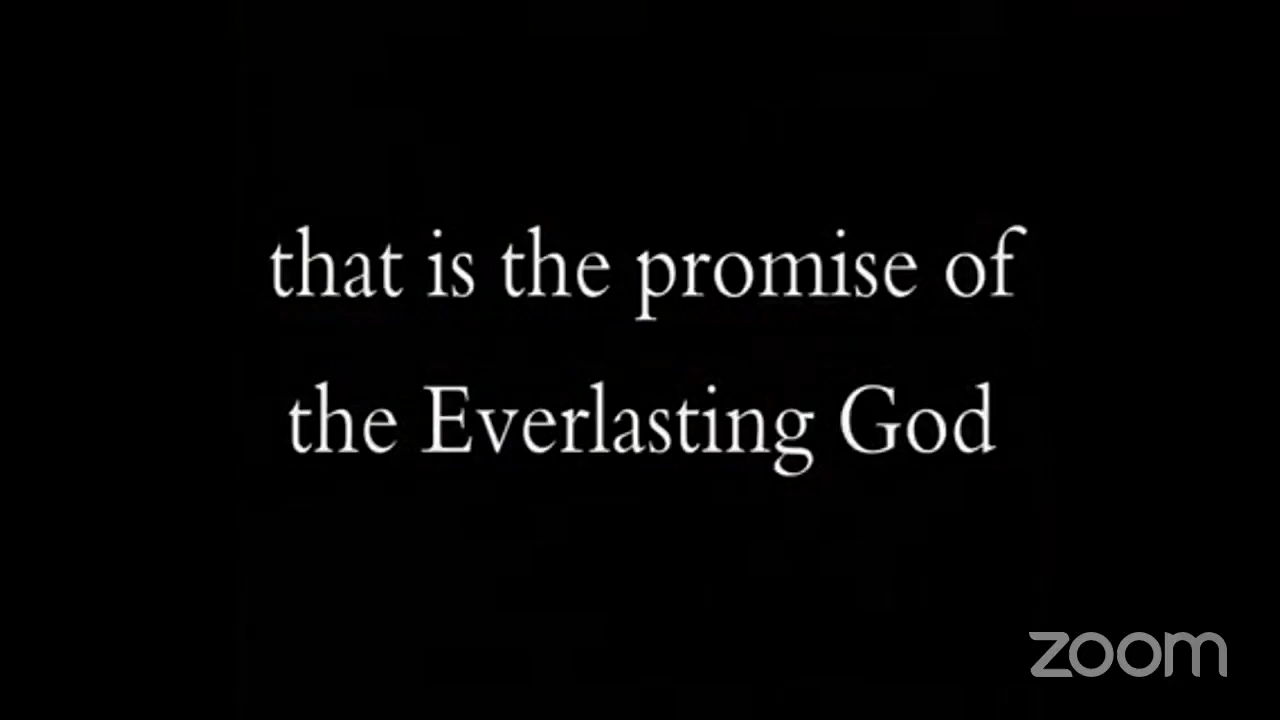 that is the promise of
the Everlasting God
zoom